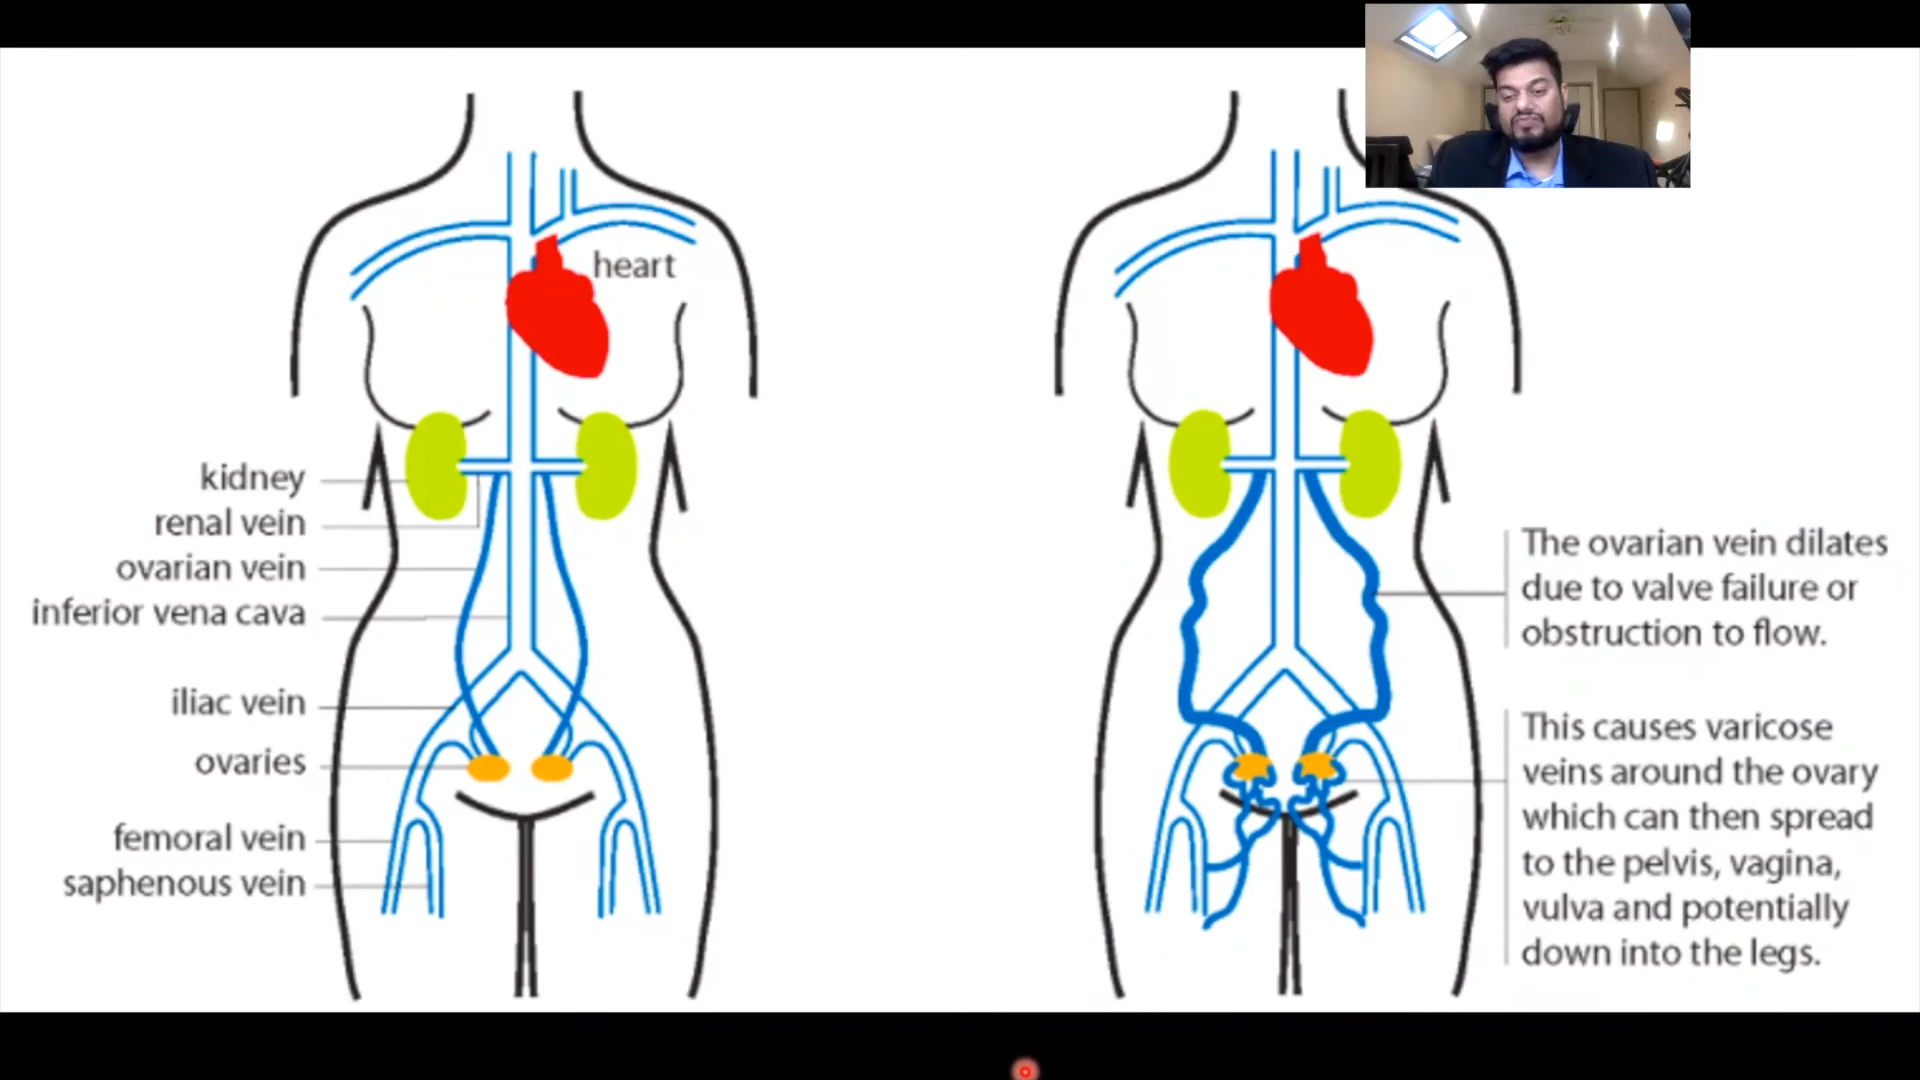 heart
kidney
renal vein
ovarian vein
inferior vena cava
iliac vein
ovaries
femoral vein
saphenous vein
The ovarian vein dilates
due to valve failure or
obstruction to flow.
This causes varicose
veins around the ovary
which can then spread
to the pelvis, vagina,
vulva and potentially
down into the legs.